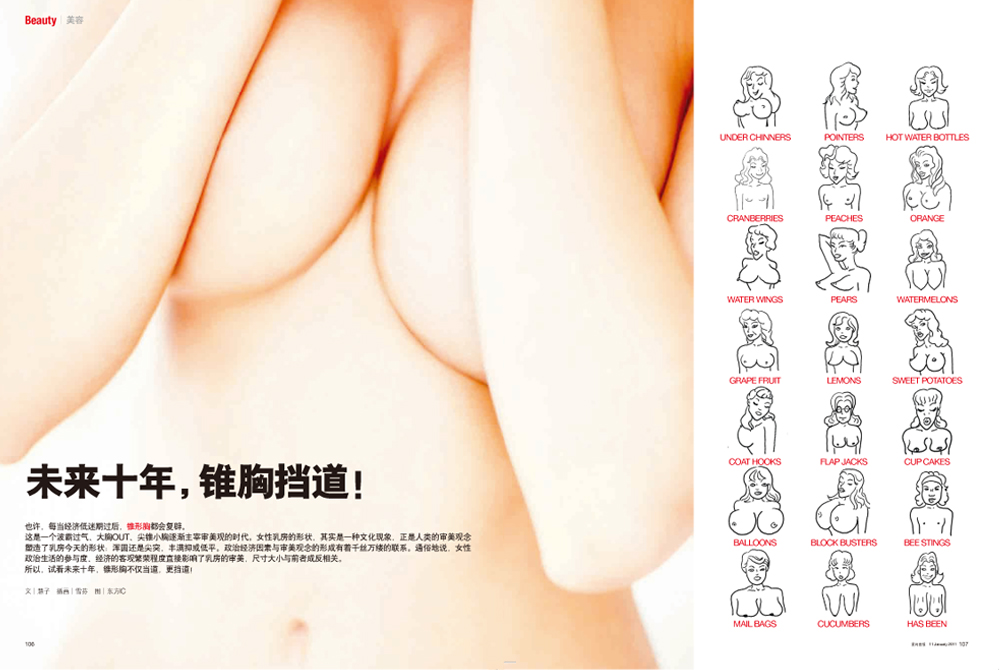 Beauty | 美容
未来十年，锥胸挡道！
也许，每当经济低迷期过后，锥形胸都会复辟。
这是一个波霸过气、大胸OUT、尖锥小胸逐渐主宰审美观的时代。女性乳房的形状，其实是一种文化现象，正是人类的审美观念
塑造了乳房今天的形状：浑圆还是尖突，丰满抑或低平。政治经济因素与审美观念的形成有着千丝万缕的联系。通俗地说，女性
政治生活的参与度、经济的客观繁荣程度直接影响了乳房的审美，尺寸大小与前者成反相关。
所以，试看未来十年，锥形胸不仅当道，更挡道！
106
UNDER CHINNERS
POINTERS
HOT WATER BOTTLES
CRANBERRIES
PEACHES
ORANGE
WATER WINGS
PEARS
WATERMELONS
GRAPE FRUIT
LEMONS
SWEET POTATOES
COAT HOOKS
FLAP JACKS
CUP CAKES
BALLOONS
BLOCK BUSTERS
BEE STINGS
MAIL BAGS
CUCUMBERS
HAS BEEN
107